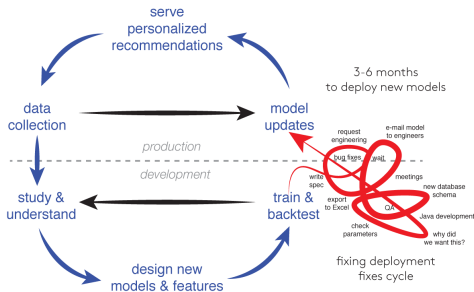 serve
personalized
recommendations
3-6 months
to deploy new models
data
collection
model
updates
request
engineering
e-mail model
to engineers
production
bug fixes
wait
development
write
spec
meetings
study &
understand
train &
backtest
export
to Excel
QA
new database
schema
Java development
check
parameters
why did
we want this?
design new
models & features
fixing deployment
fixes cycle